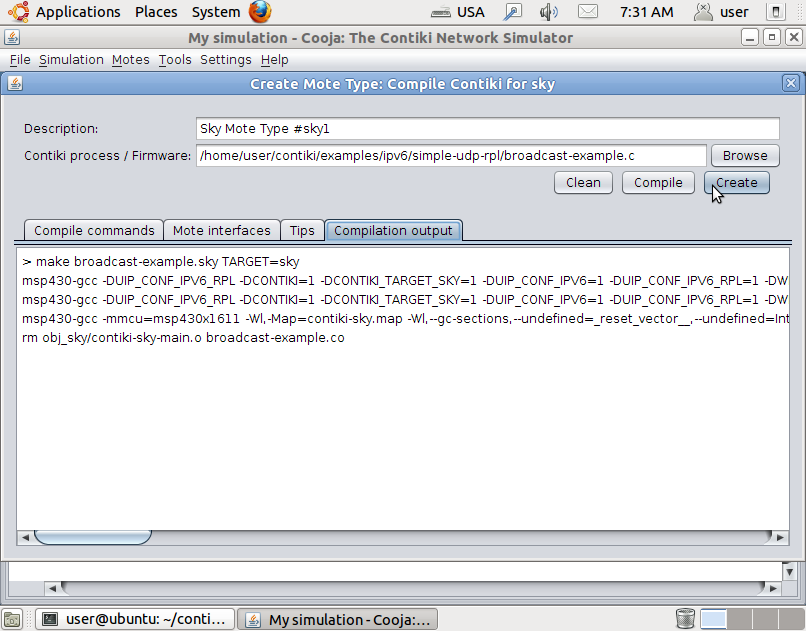 Applications Places System USA 7:31 AM user
My simulation - Cooja: The Contiki Network Simulator
File Simulation Motes Tools Settings Help
Create Mote Type: Compile Contiki for sky
Description: Sky Mote Type #sky1
Contiki process / Firmware: /home/user/contiki/examples/ipv6/simple-udp-rpl/broadcast-example.c Browse
Clean Compile Create
Compile commands Mote interfaces Tips Compilation output
> make broadcast-example.sky TARGET=sky
msp430-gcc -DUIP_CONF_IPV6_RPL -DCONTIKI=1 -DCONTIKI_TARGET_SKY=1 -DUIP_CONF_IPV6=1 -DUIP_CONF_IPV6_RPL=1 -DW
msp430-gcc -DUIP_CONF_IPV6_RPL -DCONTIKI=1 -DCONTIKI_TARGET_SKY=1 -DUIP_CONF_IPV6=1 -DUIP_CONF_IPV6_RPL=1 -DW
msp430-gcc -mmcu=msp430x1611 -Wl,-Map=contiki-sky.map -Wl,--gc-sections,--undefined=_reset_vector__,--undefined=Int
rm obj_sky/contiki-sky-main.o broadcast-example.co
user@ubuntu: ~/conti... My simulation - Cooja:...